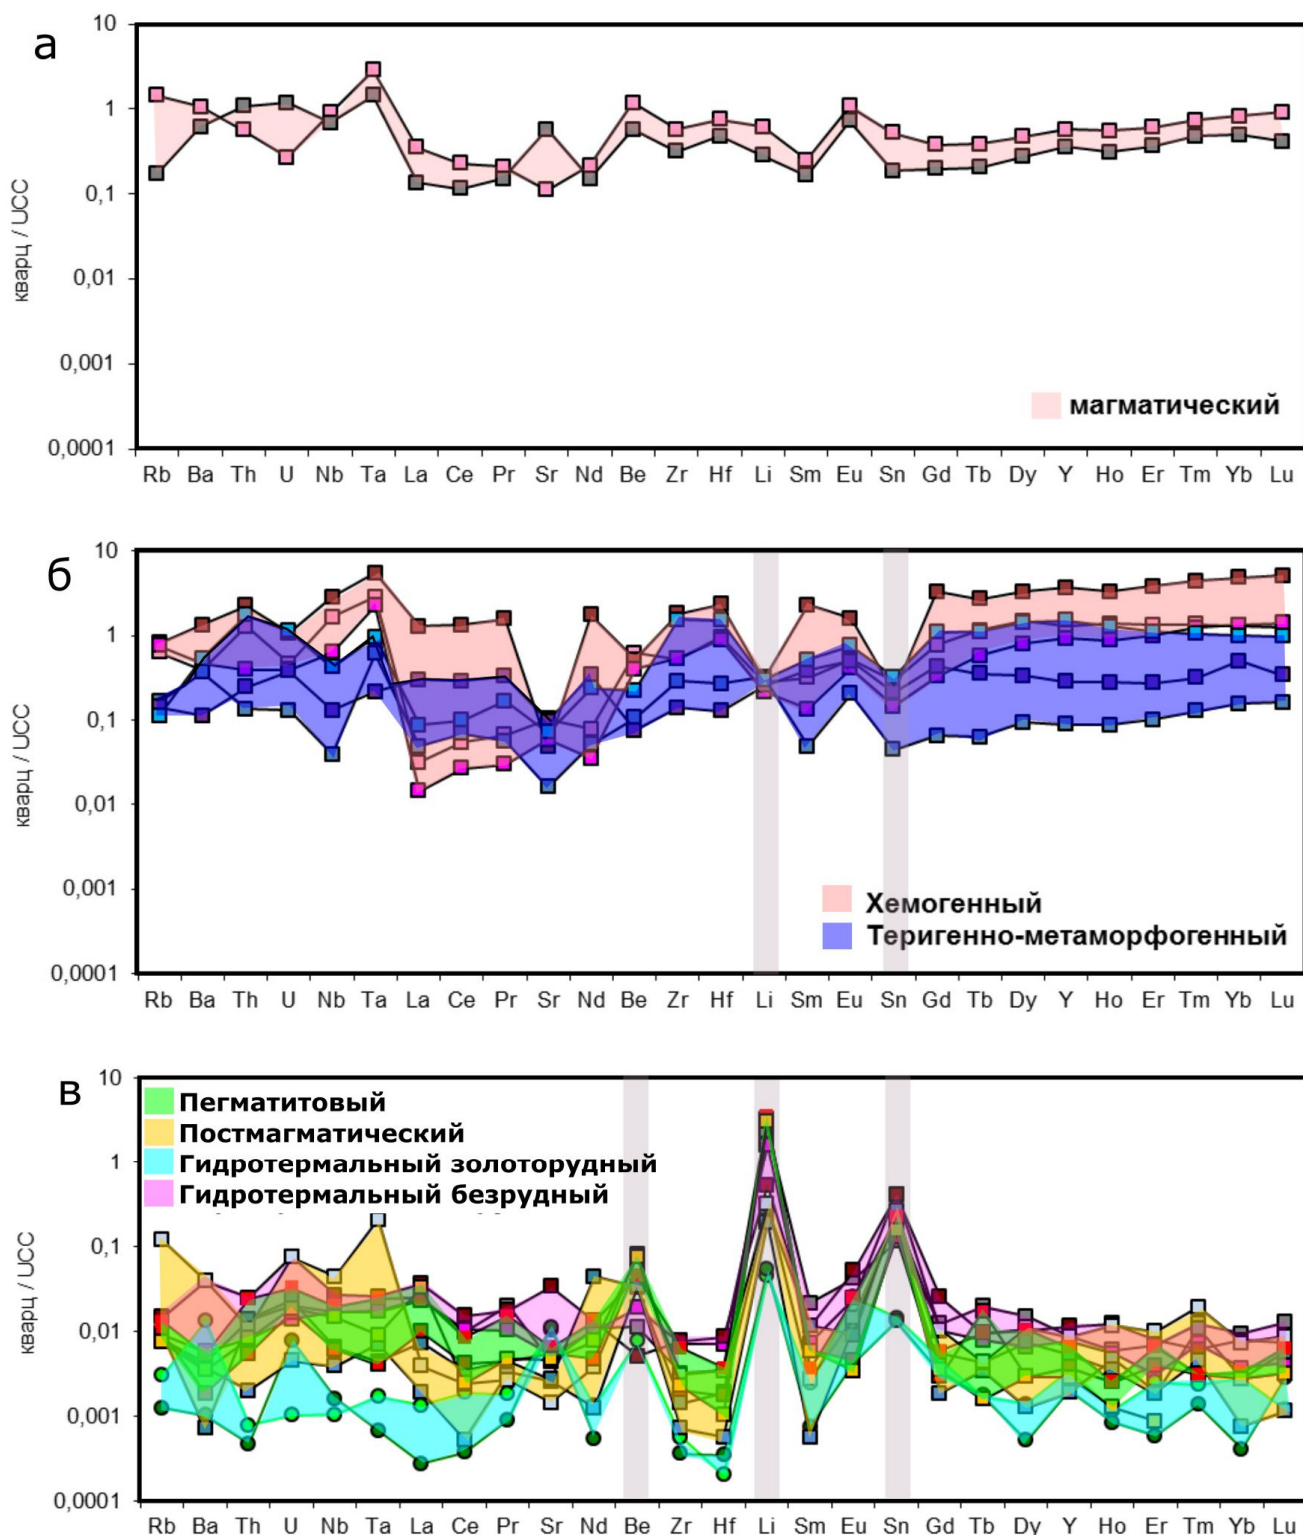 а
10
1
0,1
0,01
0,001
0,0001
кварц / UCC
магматический
Rb Ba Th U Nb Ta La Ce Pr Sr Nd Be Zr Hf Li Sm Eu Sn Gd Tb Dy Y Ho Er Tm Yb Lu
б
10
1
0,1
0,01
0,001
0,0001
кварц / UCC
Хемогенный
Теригенно-метаморфогенный
Rb Ba Th U Nb Ta La Ce Pr Sr Nd Be Zr Hf Li Sm Eu Sn Gd Tb Dy Y Ho Er Tm Yb Lu
в
10
1
0,1
0,01
0,001
0,0001
кварц / UCC
Пегматитовый
Постмагматический
Гидротермальный золоторудный
Гидротермальный безрудный
Rb Ba Th U Nb Ta La Ce Pr Sr Nd Be Zr Hf Li Sm Eu Sn Gd Tb Dy Y Ho Er Tm Yb Lu